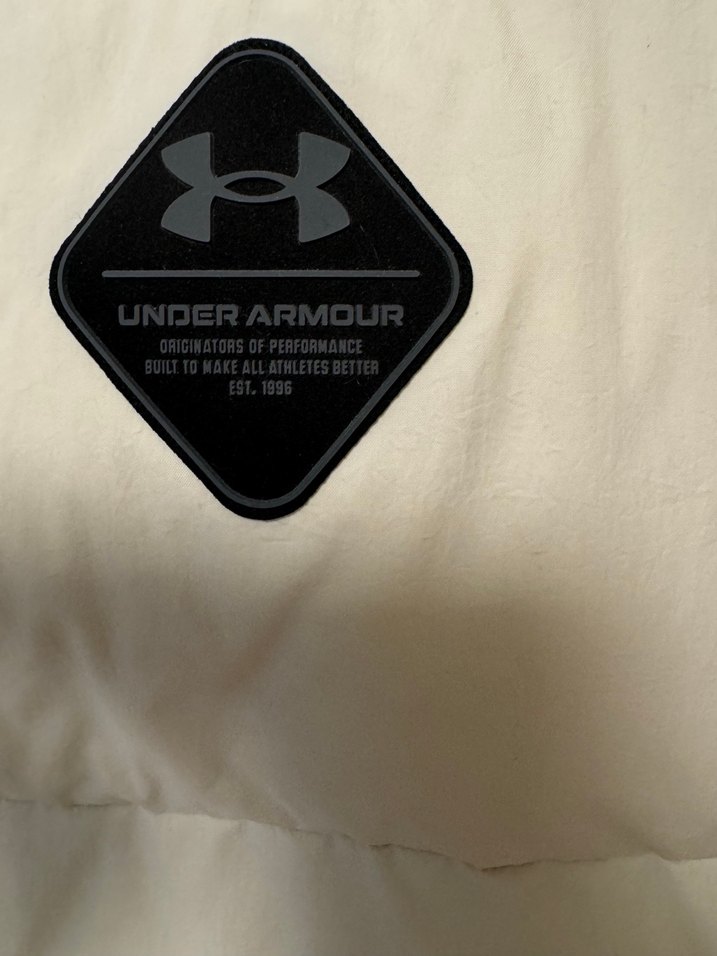 UNDER ARMOUR
ORIGINATORS OF PERFORMANCE
BUILT TO MAKE ALL ATHLETES BETTER
EST. 1996